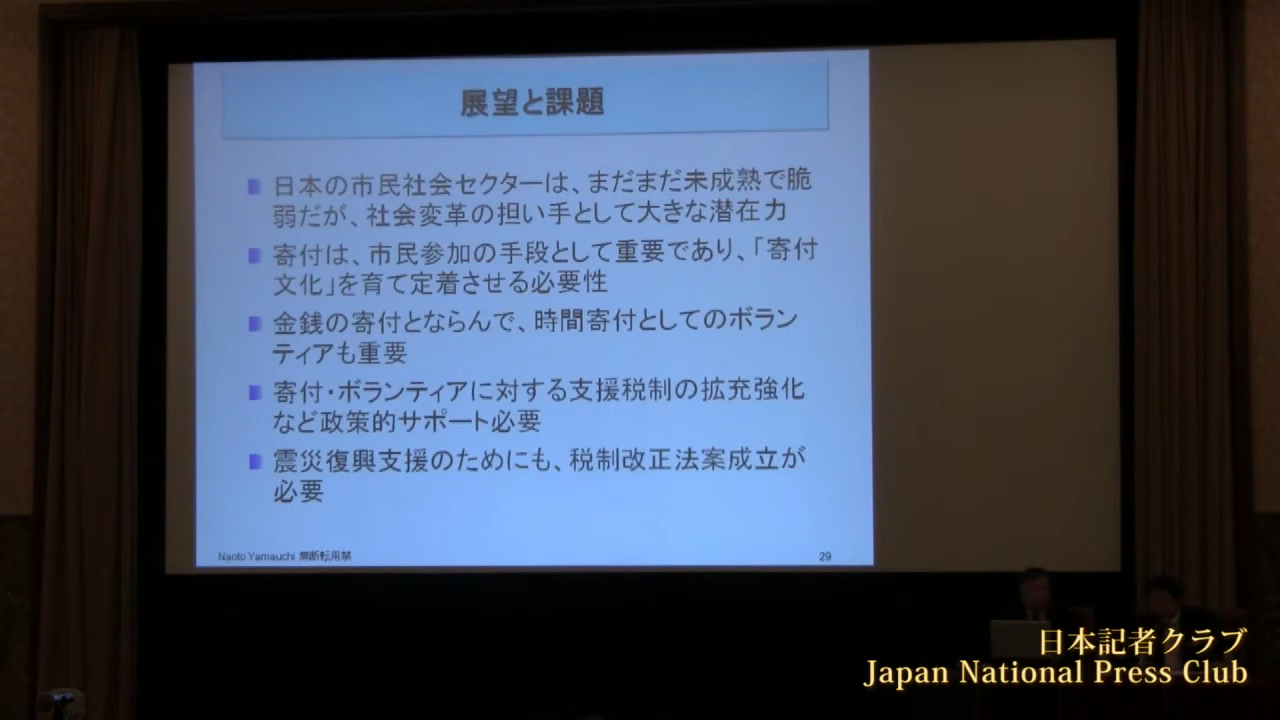 展望と課題
日本の市民社会セクターは、まだまだ未成熟で脆
弱だが、社会変革の担い手として大きな潜在力
寄付は、市民参加の手段として重要であり、「寄付
文化」を育て定着させる必要性
金銭の寄付とならんで、時間寄付としてのボラン
ティアも重要
寄付・ボランティアに対する支援税制の拡充強化
など政策的サポート必要
震災復興支援のためにも、税制改正法案成立が
必要
Naoto Yamauchi 無断転用禁
29
日本記者クラブ
Japan National Press Club